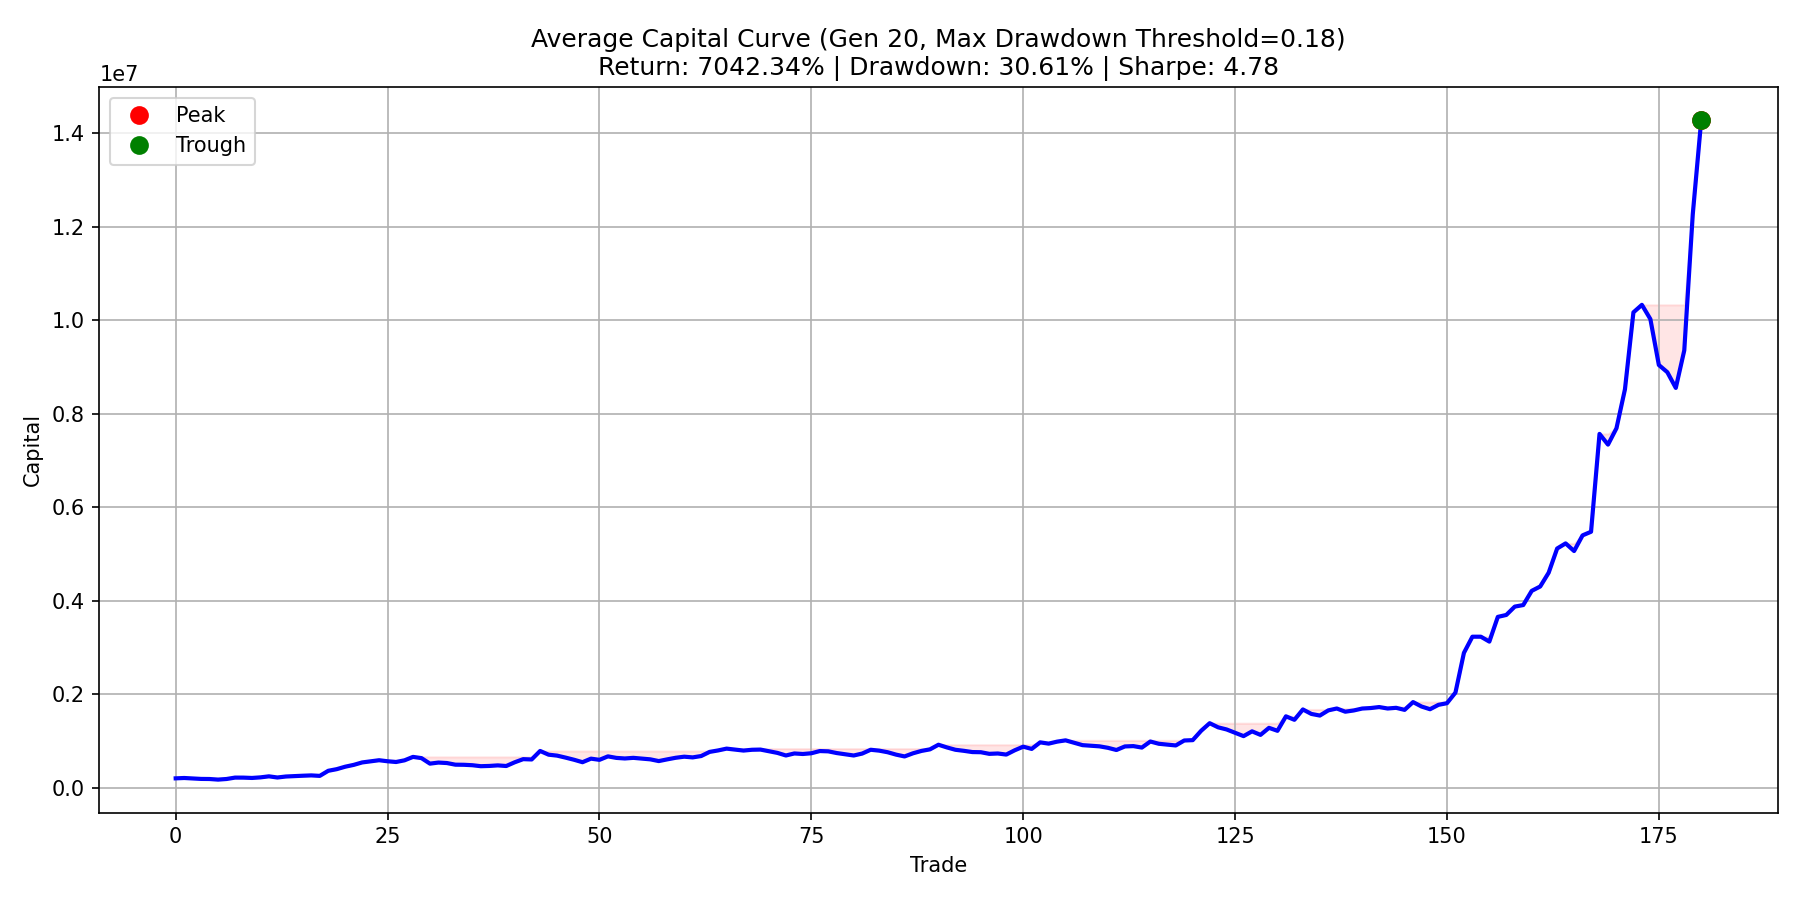 Average Capital Curve (Gen 20, Max Drawdown Threshold=0.18)
Return: 7042.34% | Drawdown: 30.61% | Sharpe: 4.78
1e7
Peak
Trough
1.4
1.2
1.0
0.8
0.6
0.4
0.2
0.0
Capital
0 25 50 75 100 125 150 175
Trade